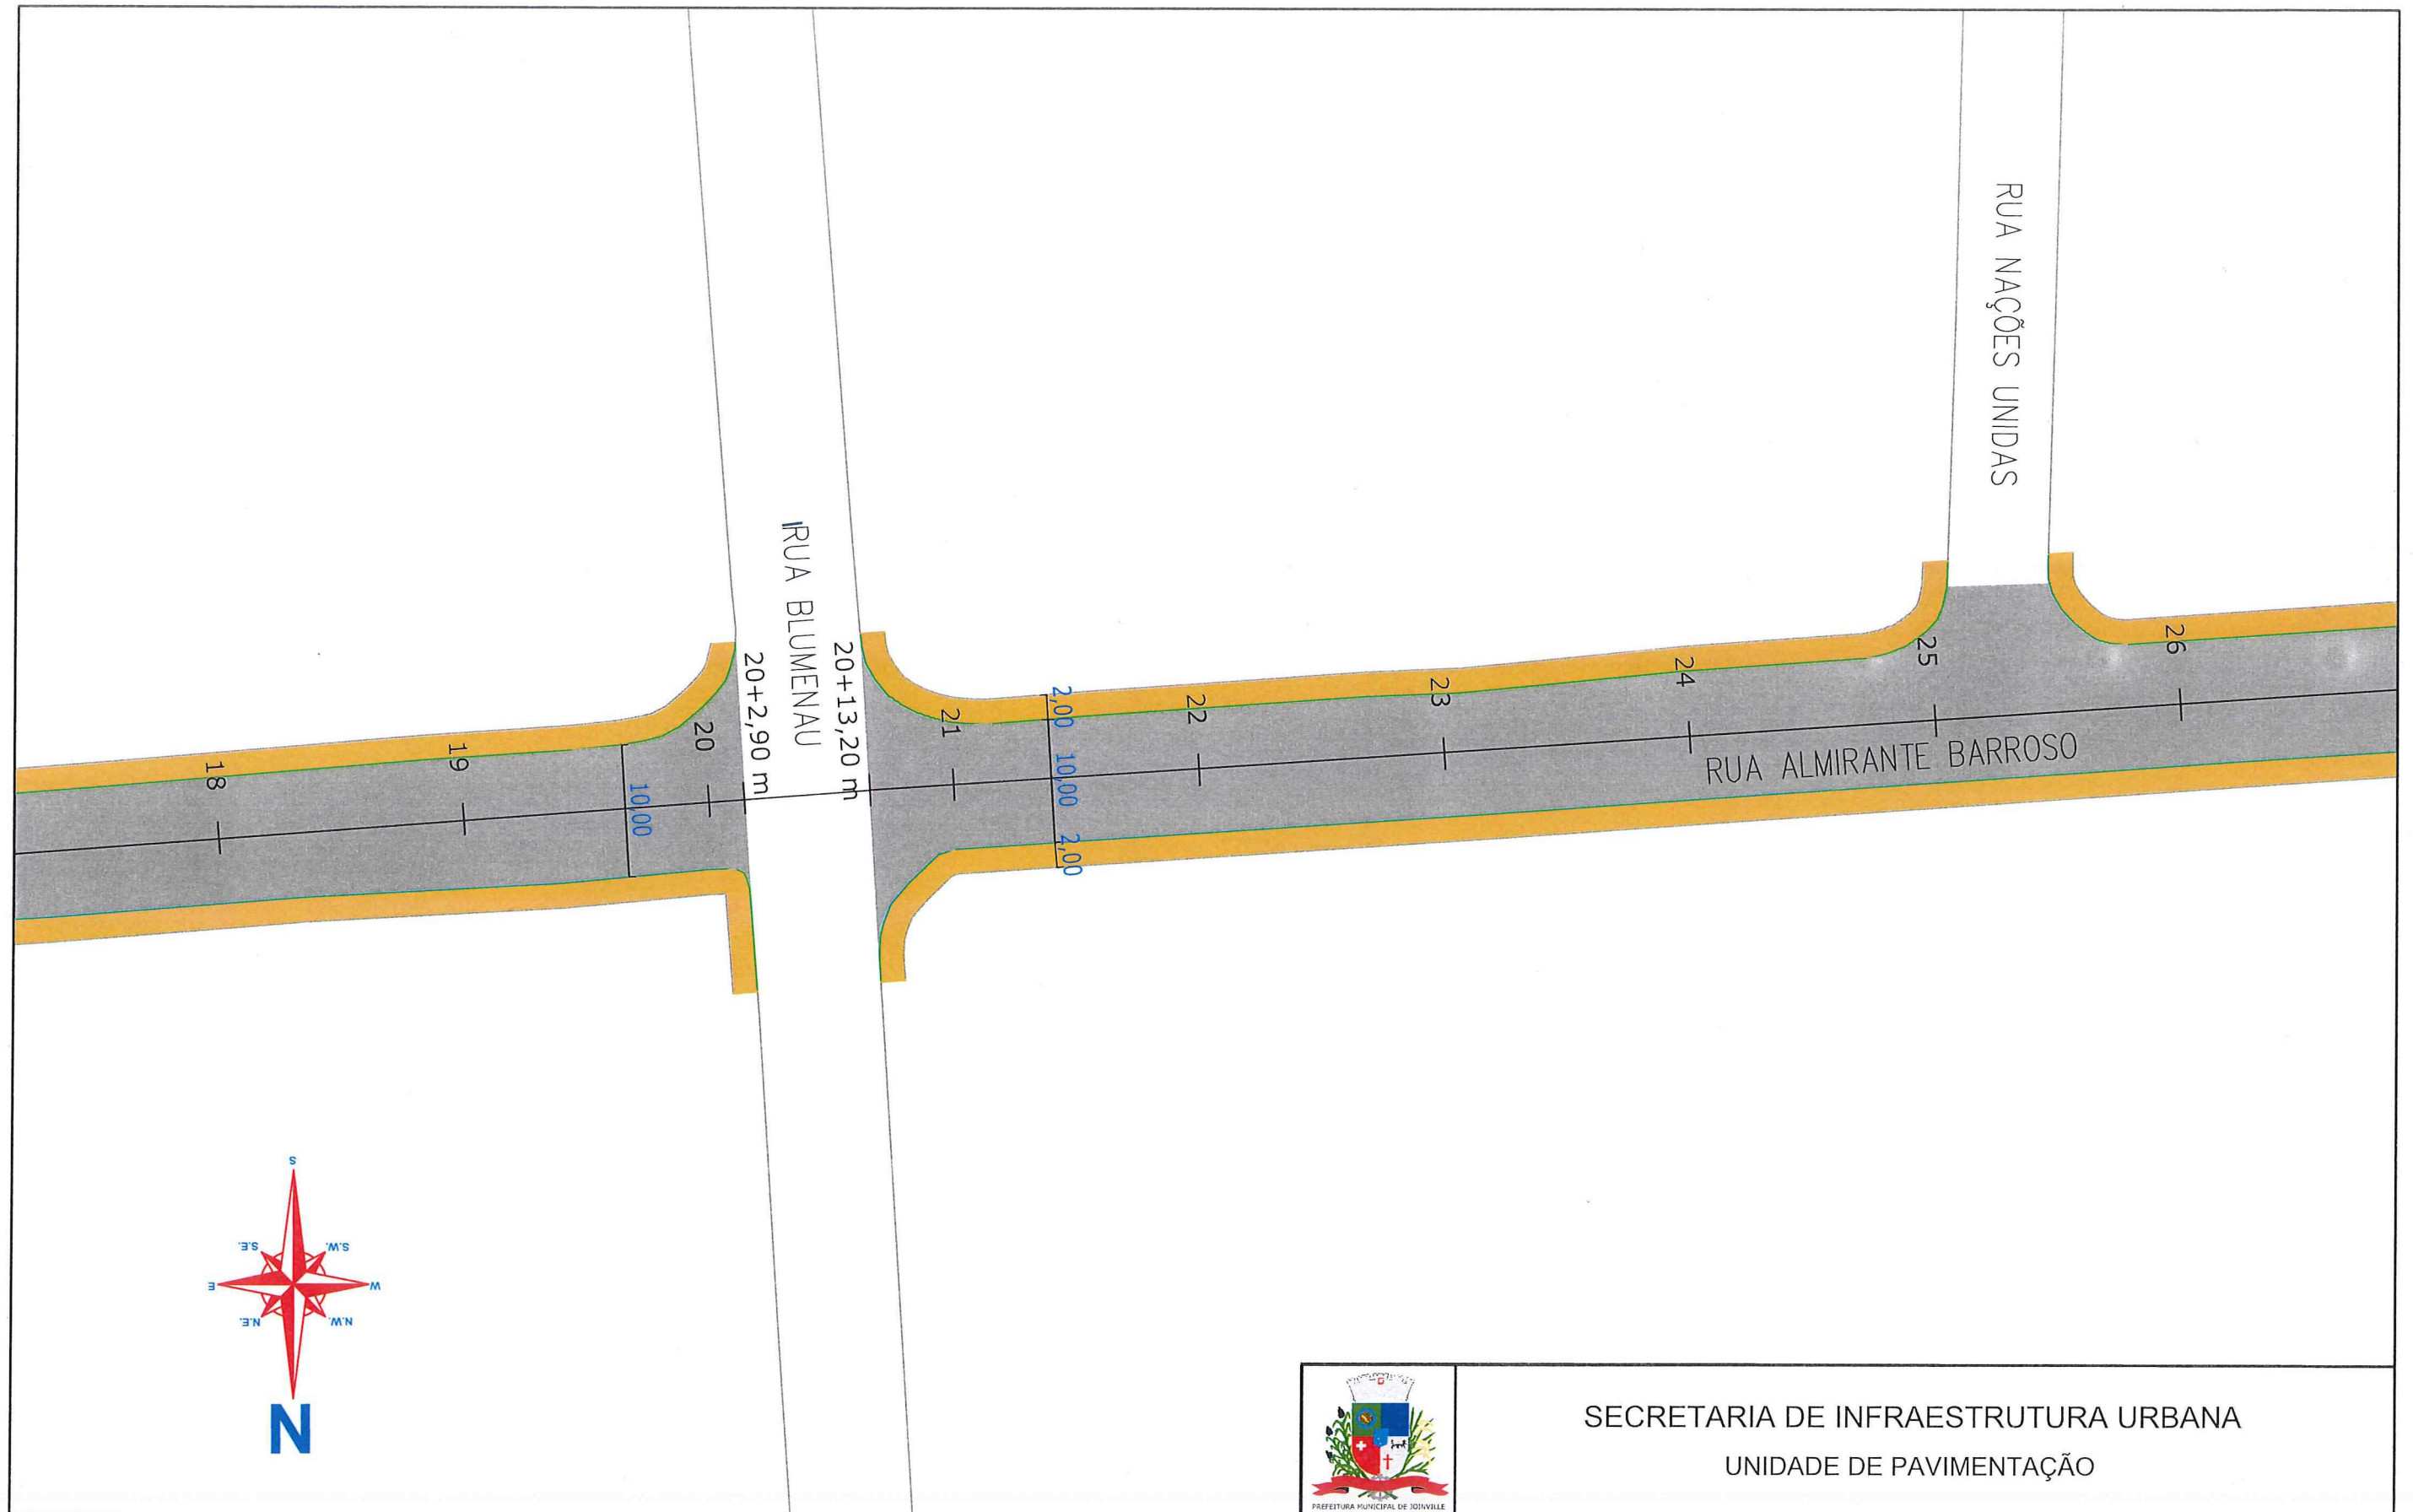 RUA NAÇÕES UNIDAS
RUA BLUMENAU
20+2,90 m
20+13,20 m
18
19
20
21
22
23
24
25
26
10,00
2,00
10,00
2,00
RUA ALMIRANTE BARROSO
S
S.E.
S.W.
E
W
N.E.
N.W.
N
SECRETARIA DE INFRAESTRUTURA URBANA
UNIDADE DE PAVIMENTAÇÃO
PREFEITURA MUNICIPAL DE JOINVILLE